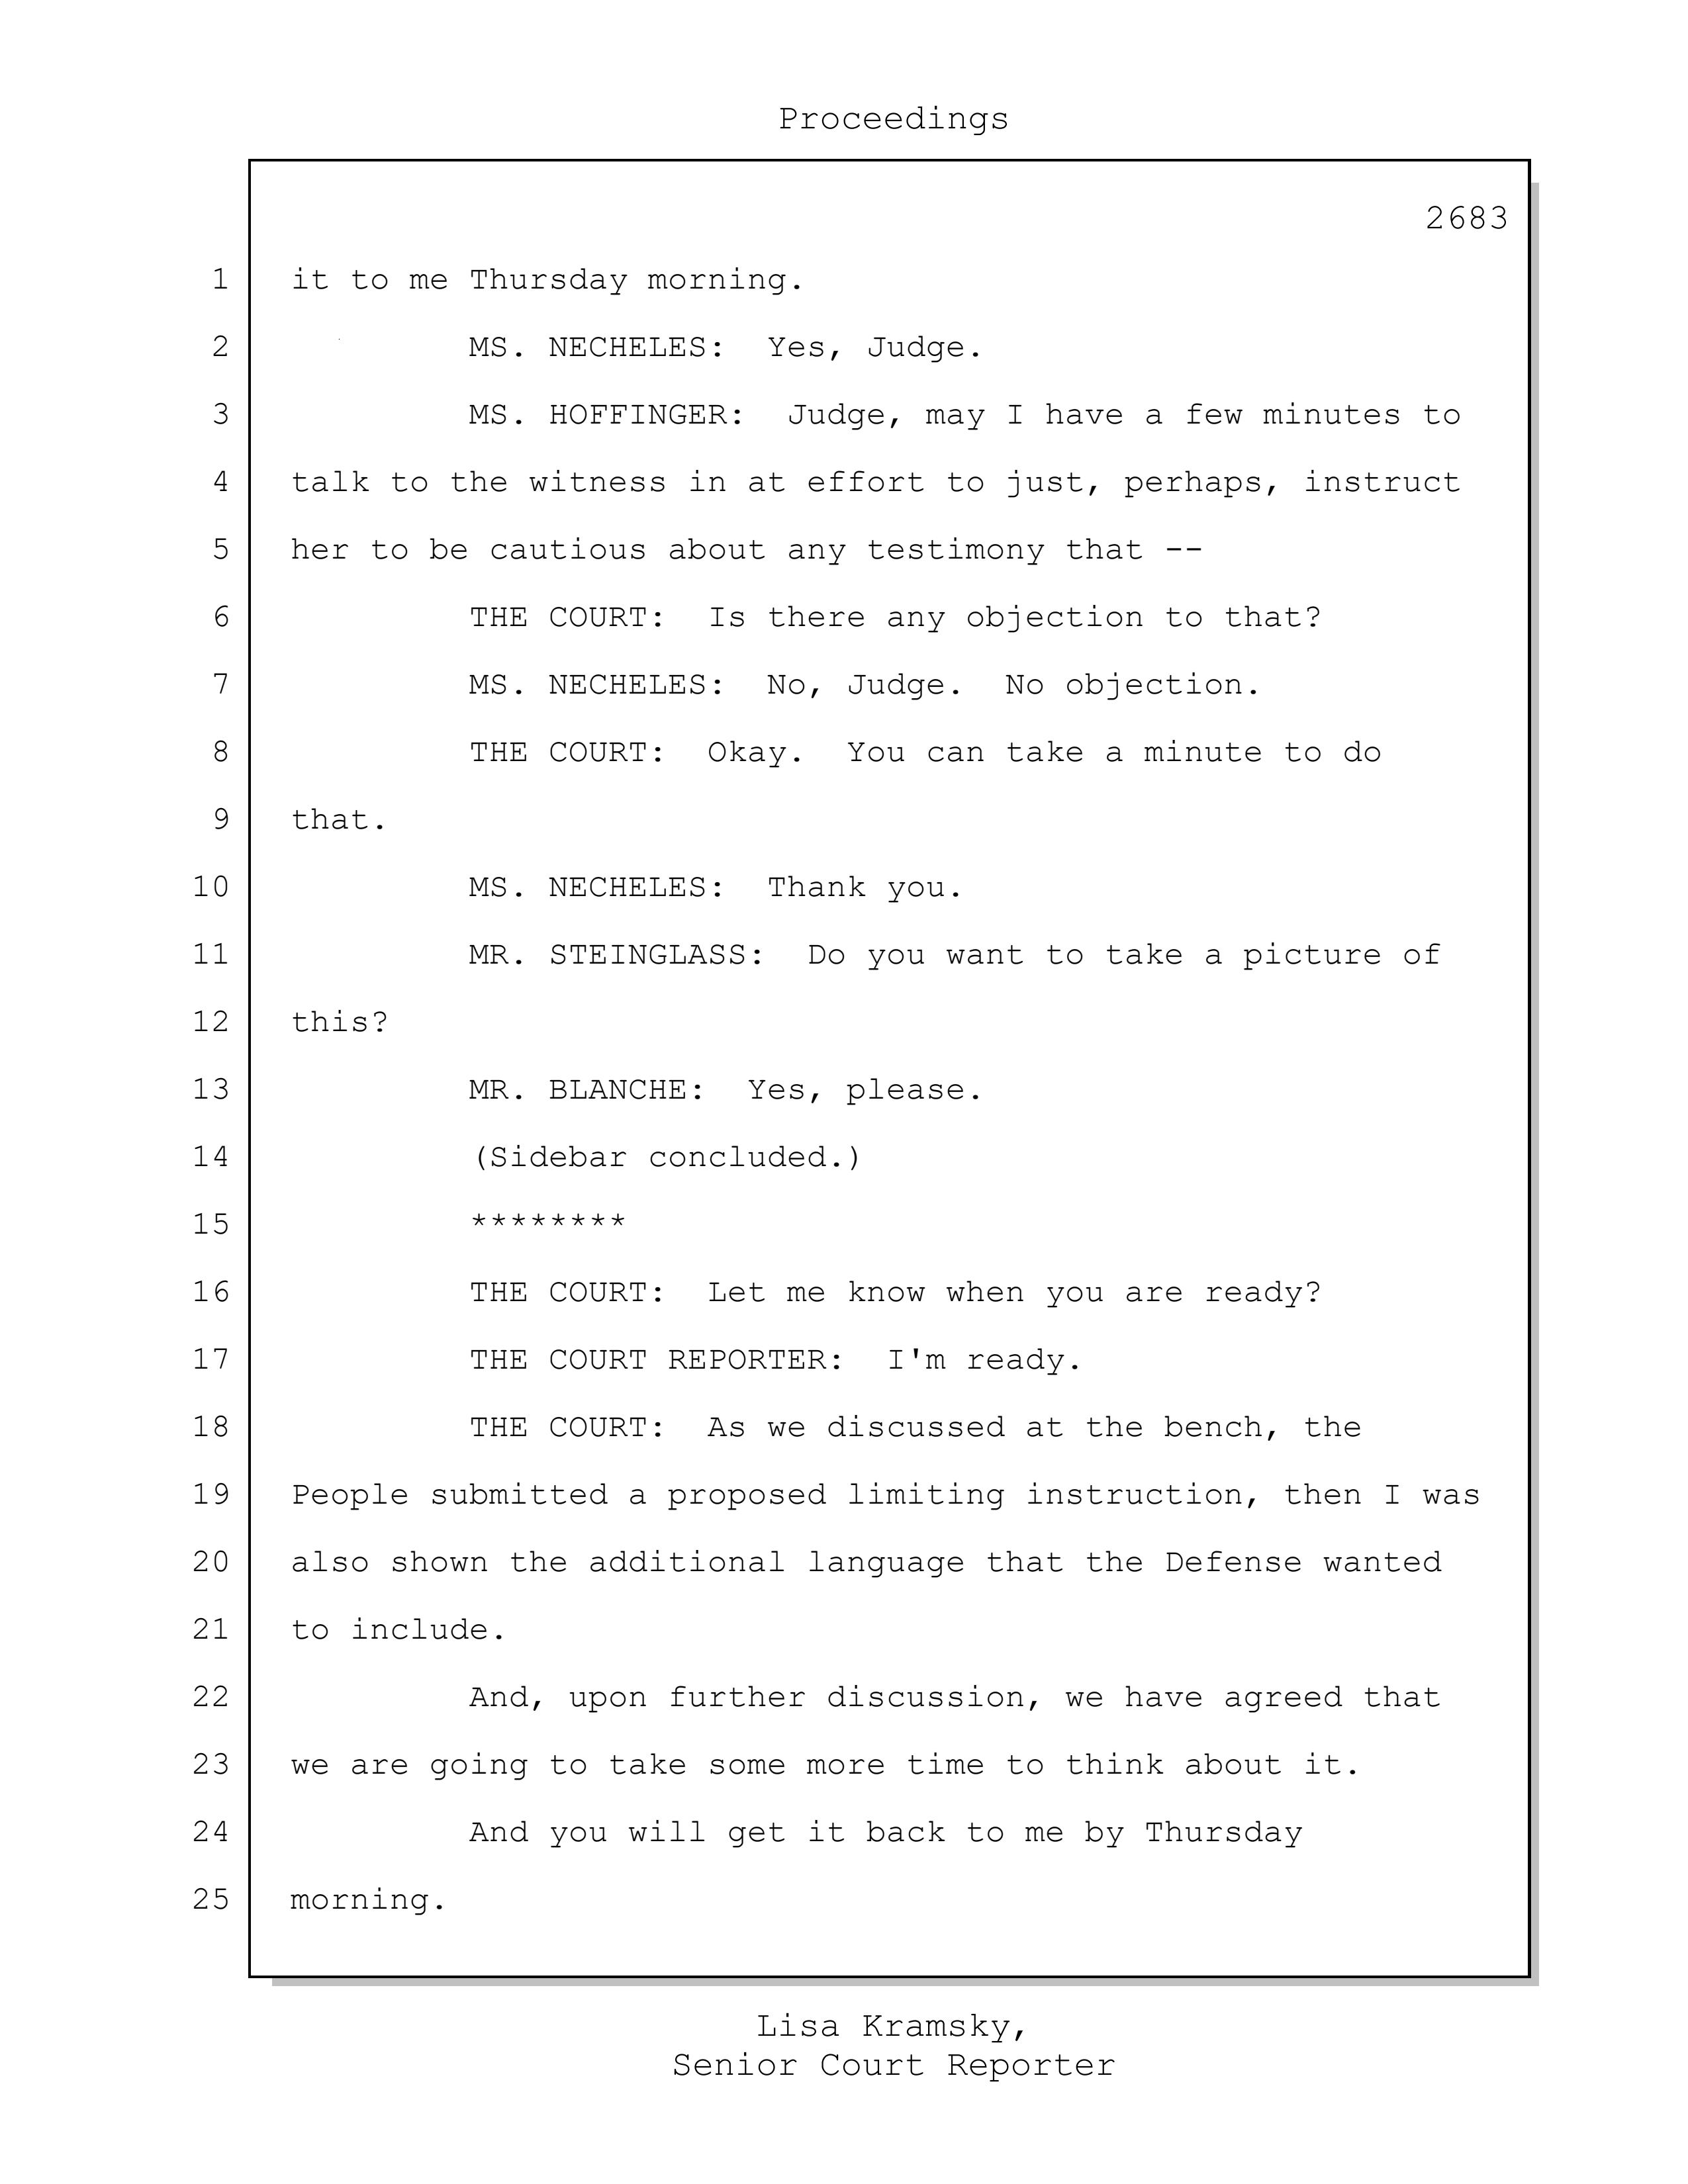 Proceedings
2683
1 it to me Thursday morning.
2 MS. NECHELES: Yes, Judge.
3 MS. HOFFINGER: Judge, may I have a few minutes to
4 talk to the witness in at effort to just, perhaps, instruct
5 her to be cautious about any testimony that --
6 THE COURT: Is there any objection to that?
7 MS. NECHELES: No, Judge. No objection.
8 THE COURT: Okay. You can take a minute to do
9 that.
10 MS. NECHELES: Thank you.
11 MR. STEINGLASS: Do you want to take a picture of
12 this?
13 MR. BLANCHE: Yes, please.
14 (Sidebar concluded.)
15 ********
16 THE COURT: Let me know when you are ready?
17 THE COURT REPORTER: I'm ready.
18 THE COURT: As we discussed at the bench, the
19 People submitted a proposed limiting instruction, then I was
20 also shown the additional language that the Defense wanted
21 to include.
22 And, upon further discussion, we have agreed that
23 we are going to take some more time to think about it.
24 And you will get it back to me by Thursday
25 morning.
Lisa Kramsky,
Senior Court Reporter